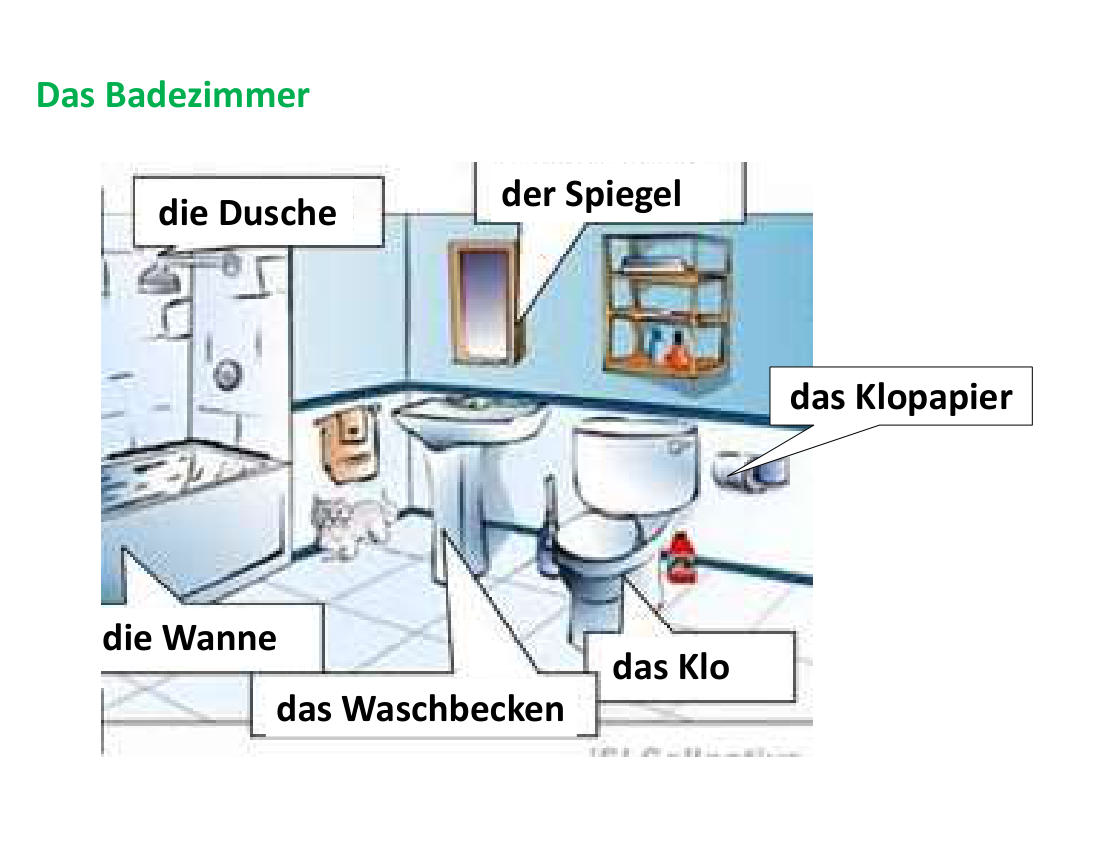 Das Badezimmer
der Spiegel
die Dusche
das Klopapier
die Wanne
das Klo
das Waschbecken